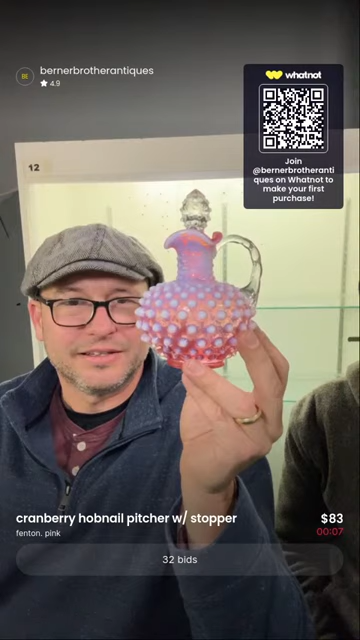 BE
bernerbrotherantiques
4.9
whatnot
Join
@bernerbrotheranti
ques on Whatnot to
make your first
purchase!
12
cranberry hobnail pitcher w/ stopper
$83
fenton. pink
00:07
32 bids